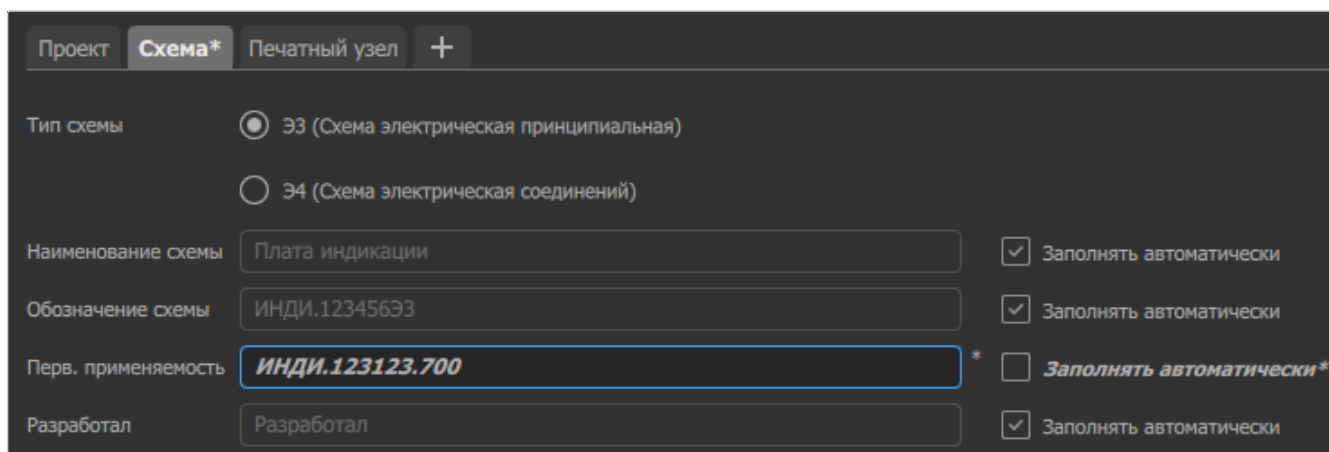 Проект Схема* Печатный узел +
Тип схемы Э3 (Схема электрическая принципиальная)
Э4 (Схема электрическая соединений)
Наименование схемы Плата индикации Заполнять автоматически
Обозначение схемы ИНДИ.123456Э3 Заполнять автоматически
Перв. применяемость ИНДИ.123123.700 * Заполнять автоматически*
Разработал Разработал Заполнять автоматически